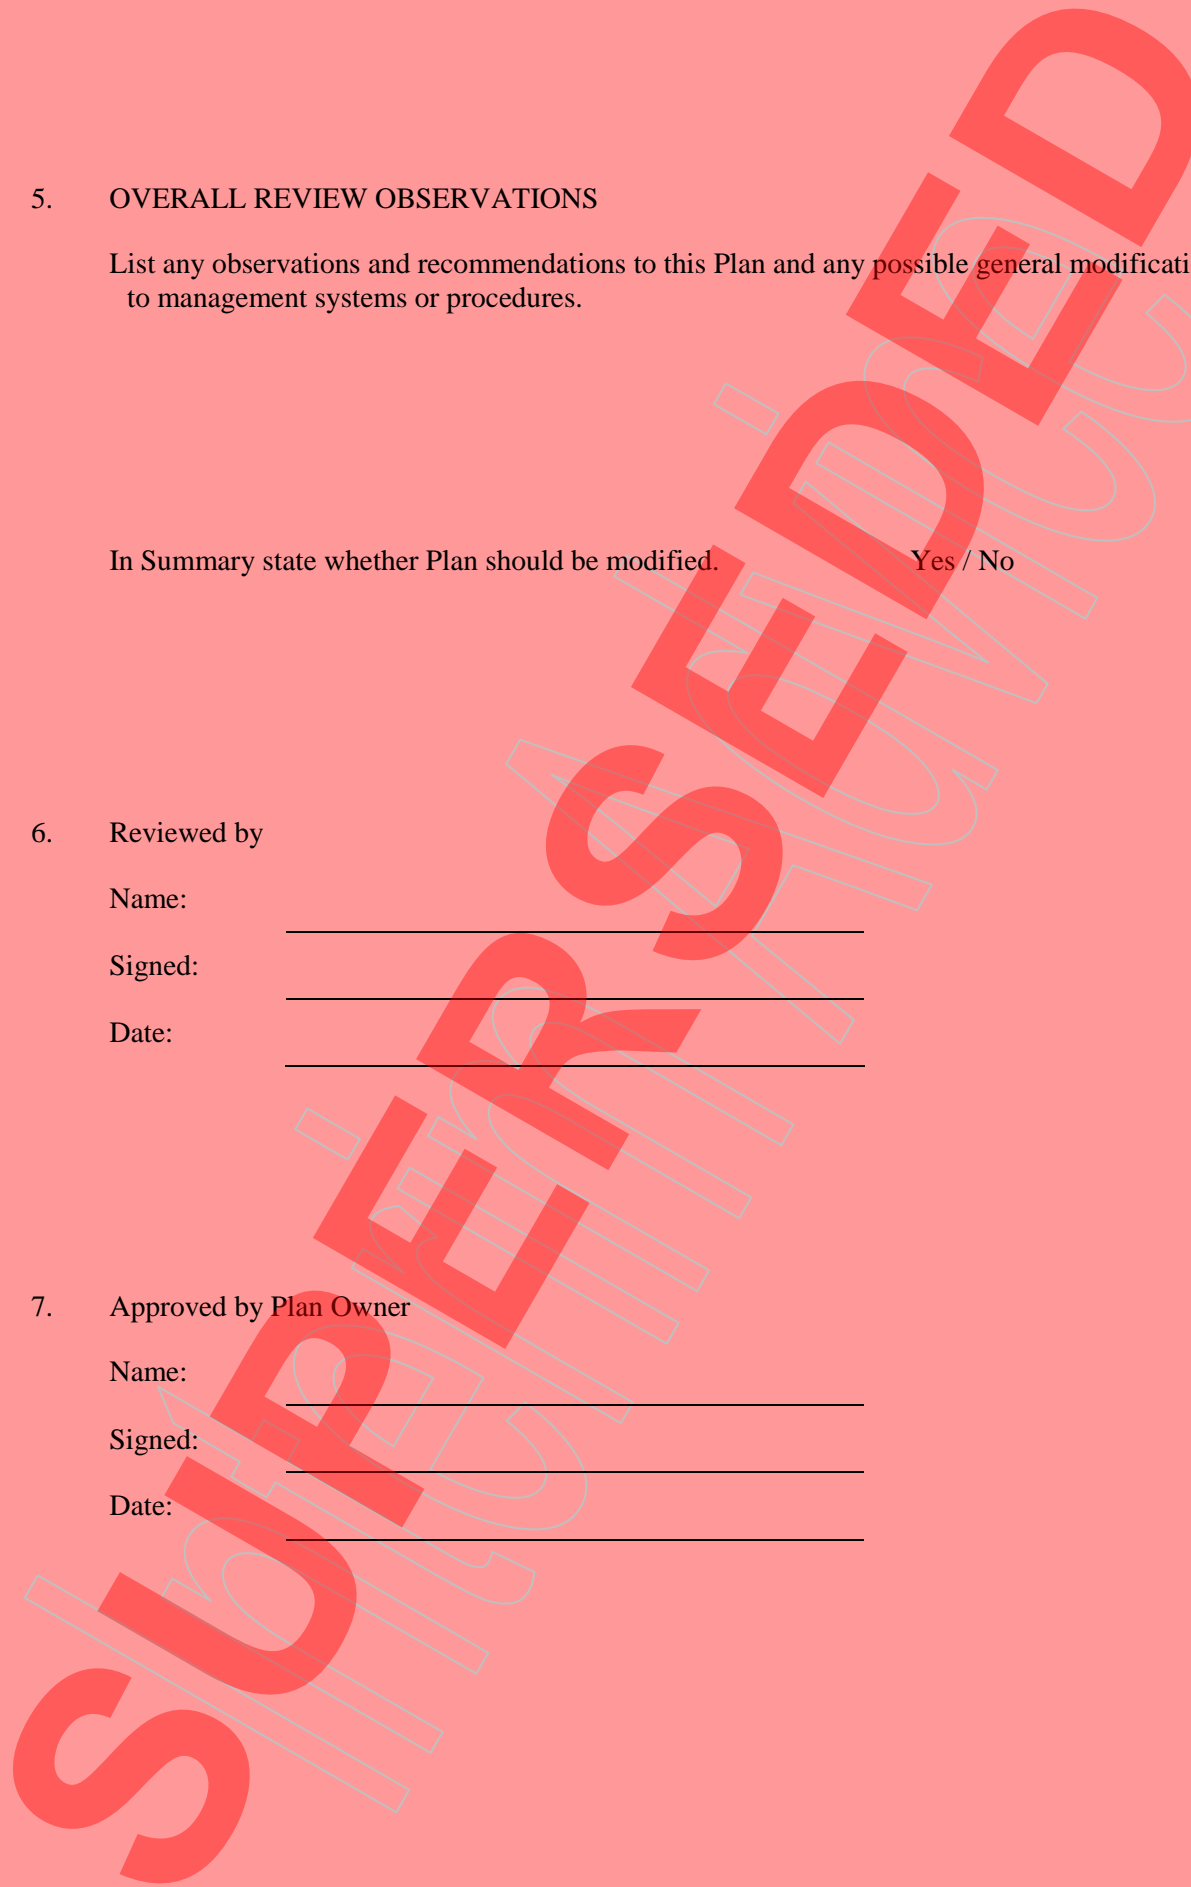 5. OVERALL REVIEW OBSERVATIONS
List any observations and recommendations to this Plan and any possible general modificati
to management systems or procedures.
In Summary state whether Plan should be modified. Yes / No
6. Reviewed by
Name:
Signed:
Date:
7. Approved by Plan Owner
Name:
Signed:
Date:
SUPERSEDED